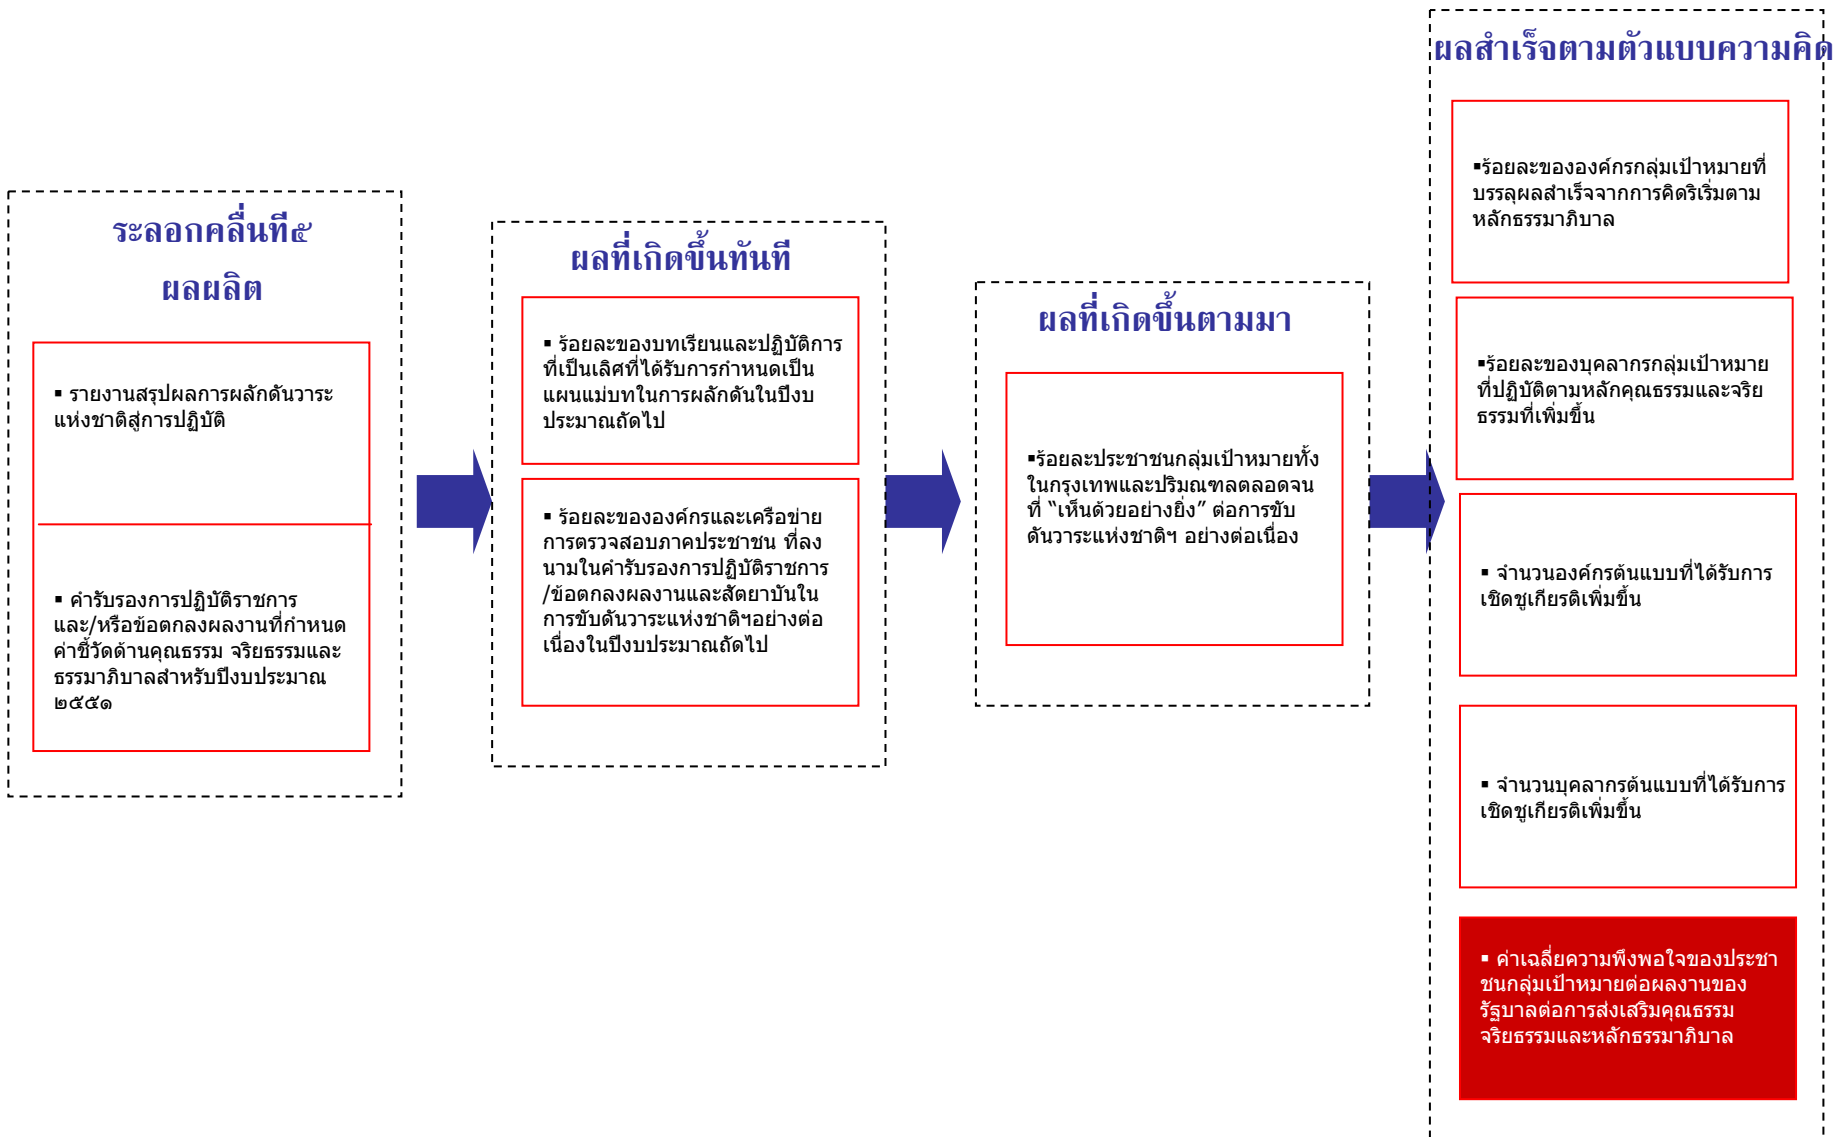 ระลอกคลื่นที่๕
ผลผลิต
▪ รายงานสรุปผลการผลักดันวาระ
แห่งชาติสู่การปฏิบัติ
▪ คำรับรองการปฏิบัติราชการ
และ/หรือข้อตกลงผลงานที่กำหนด
ค่าชี้วัดด้านคุณธรรม จริยธรรมและ
ธรรมาภิบาลสำหรับปีงบประมาณ
๒๕๕๑
ผลที่เกิดขึ้นทันที
▪ ร้อยละของบทเรียนและปฏิบัติการ
ที่เป็นเลิศที่ได้รับการกำหนดเป็น
แผนแม่บทในการผลักดันในปีงบ
ประมาณถัดไป
▪ ร้อยละขององค์กรและเครือข่าย
การตรวจสอบภาคประชาชน ที่ลง
นามในคำรับรองการปฏิบัติราชการ
/ข้อตกลงผลงานและสัตยาบันใน
การขับดันวาระแห่งชาติฯอย่างต่อ
เนื่องในปีงบประมาณถัดไป
ผลที่เกิดขึ้นตามมา
▪ร้อยละประชาชนกลุ่มเป้าหมายทั้ง
ในกรุงเทพและปริมณฑลตลอดจน
ที่ “เห็นด้วยอย่างยิ่ง” ต่อการขับ
ดันวาระแห่งชาติฯ อย่างต่อเนื่อง
ผลสำเร็จตามตัวแบบความคิด
▪ร้อยละขององค์กรกลุ่มเป้าหมายที่
บรรลุผลสำเร็จจากการคิดริเริ่มตาม
หลักธรรมาภิบาล
▪ร้อยละของบุคลากรกลุ่มเป้าหมาย
ที่ปฏิบัติตามหลักคุณธรรมและจริย
ธรรมที่เพิ่มขึ้น
▪ จำนวนองค์กรต้นแบบที่ได้รับการ
เชิดชูเกียรติเพิ่มขึ้น
▪ จำนวนบุคลากรต้นแบบที่ได้รับการ
เชิดชูเกียรติเพิ่มขึ้น
▪ ค่าเฉลี่ยความพึงพอใจของประชา
ชนกลุ่มเป้าหมายต่อผลงานของ
รัฐบาลต่อการส่งเสริมคุณธรรม
จริยธรรมและหลักธรรมาภิบาล